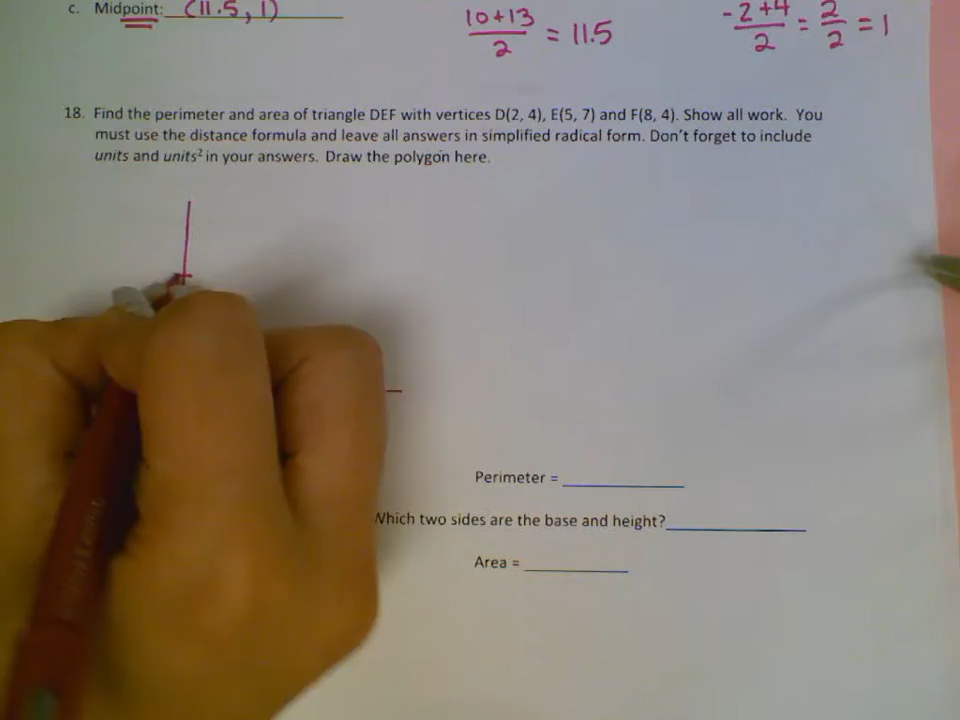 c. Midpoint: (11.5, 1)
10+13/2 = 11.5
-2+4/2 = 2/2 = 1
18. Find the perimeter and area of triangle DEF with vertices D(2, 4), E(5, 7) and F(8, 4). Show all work. You
must use the distance formula and leave all answers in simplified radical form. Don't forget to include
units and units² in your answers. Draw the polygon here.
Perimeter = ____________
Which two sides are the base and height?______________
Area = ____________